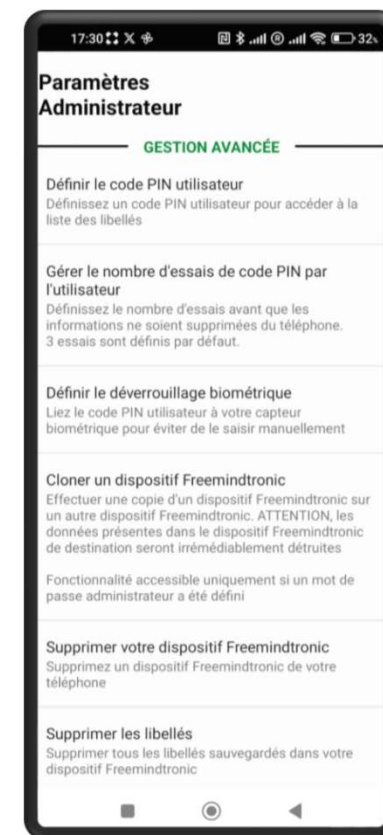 17:30 32%
Paramètres
Administrateur
GESTION AVANCÉE
Définir le code PIN utilisateur
Définissez un code PIN utilisateur pour accéder à la
liste des libellés
Gérer le nombre d'essais de code PIN par
l'utilisateur
Définissez le nombre d'essais avant que les
informations ne soient supprimées du téléphone.
3 essais sont définis par défaut.
Définir le déverrouillage biométrique
Liez le code PIN utilisateur à votre capteur
biométrique pour éviter de le saisir manuellement
Cloner un dispositif Freemindtronic
Effectuer une copie d'un dispositif Freemindtronic sur
un autre dispositif Freemindtronic. ATTENTION, les
données présentes dans le dispositif Freemindtronic
de destination seront irrémédiablement détruites
Fonctionnalité accessible uniquement si un mot de
passe administrateur a été défini
Supprimer votre dispositif Freemindtronic
Supprimez un dispositif Freemindtronic de votre
téléphone
Supprimer les libellés
Supprimer tous les libellés sauvegardés dans votre
dispositif Freemindtronic